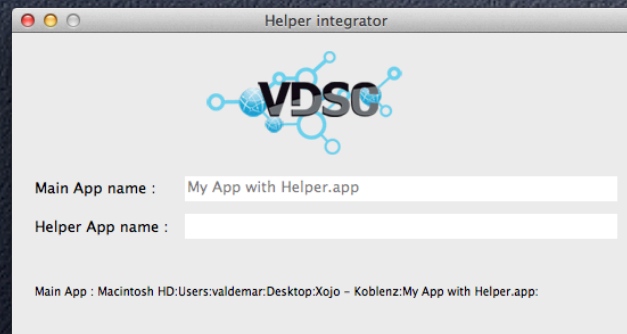 Helper integrator
VDSC
Main App name :
My App with Helper.app
Helper App name :
Main App : Macintosh HD:Users:valdemar:Desktop:Xojo – Koblenz:My App with Helper.app: